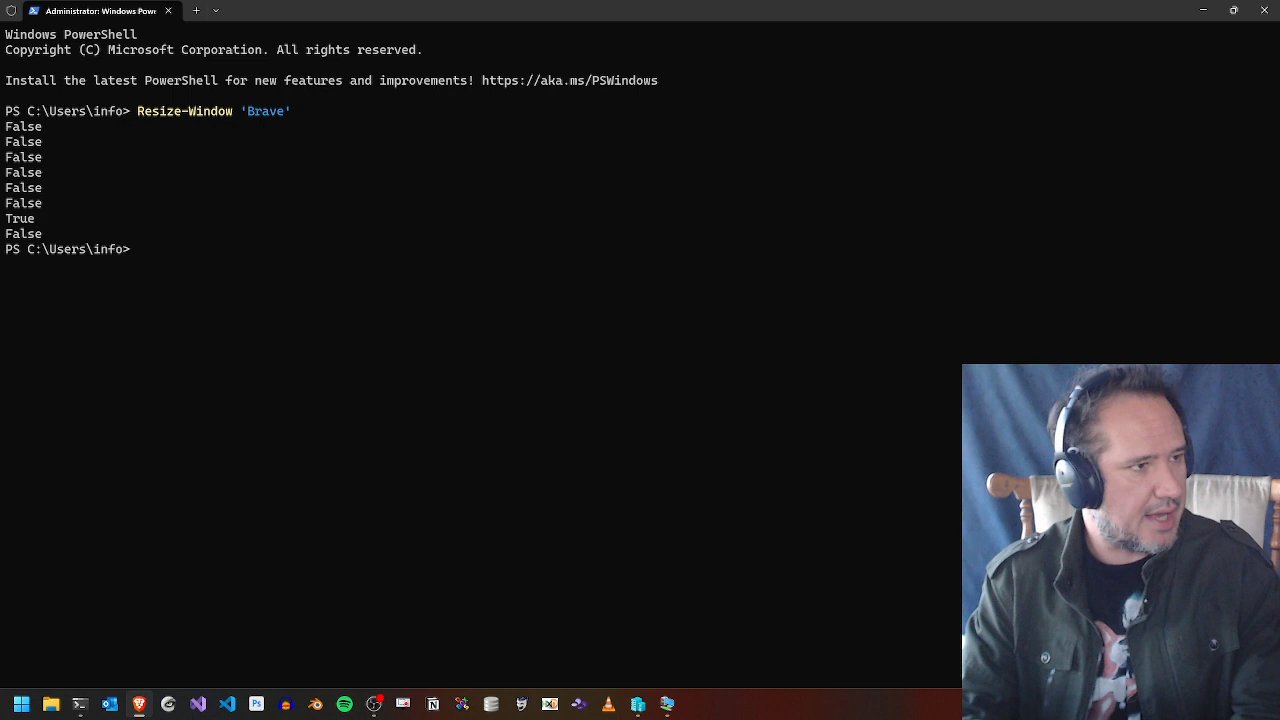 Administrator: Windows Powe
Windows PowerShell
Copyright (C) Microsoft Corporation. All rights reserved.
Install the latest PowerShell for new features and improvements! https://aka.ms/PSWindows
PS C:\Users\info> Resize-Window 'Brave'
False
False
False
False
False
False
True
False
PS C:\Users\info>